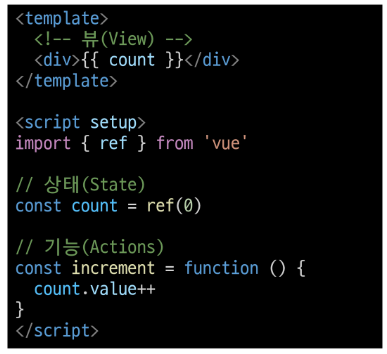 <template>
  <!-- 뷰(View) -->
  <div>{{ count }}</div>
</template>

<script setup>
import { ref } from 'vue'

// 상태(State)
const count = ref(0)

// 기능(Actions)
const increment = function () {
  count.value++
}
</script>